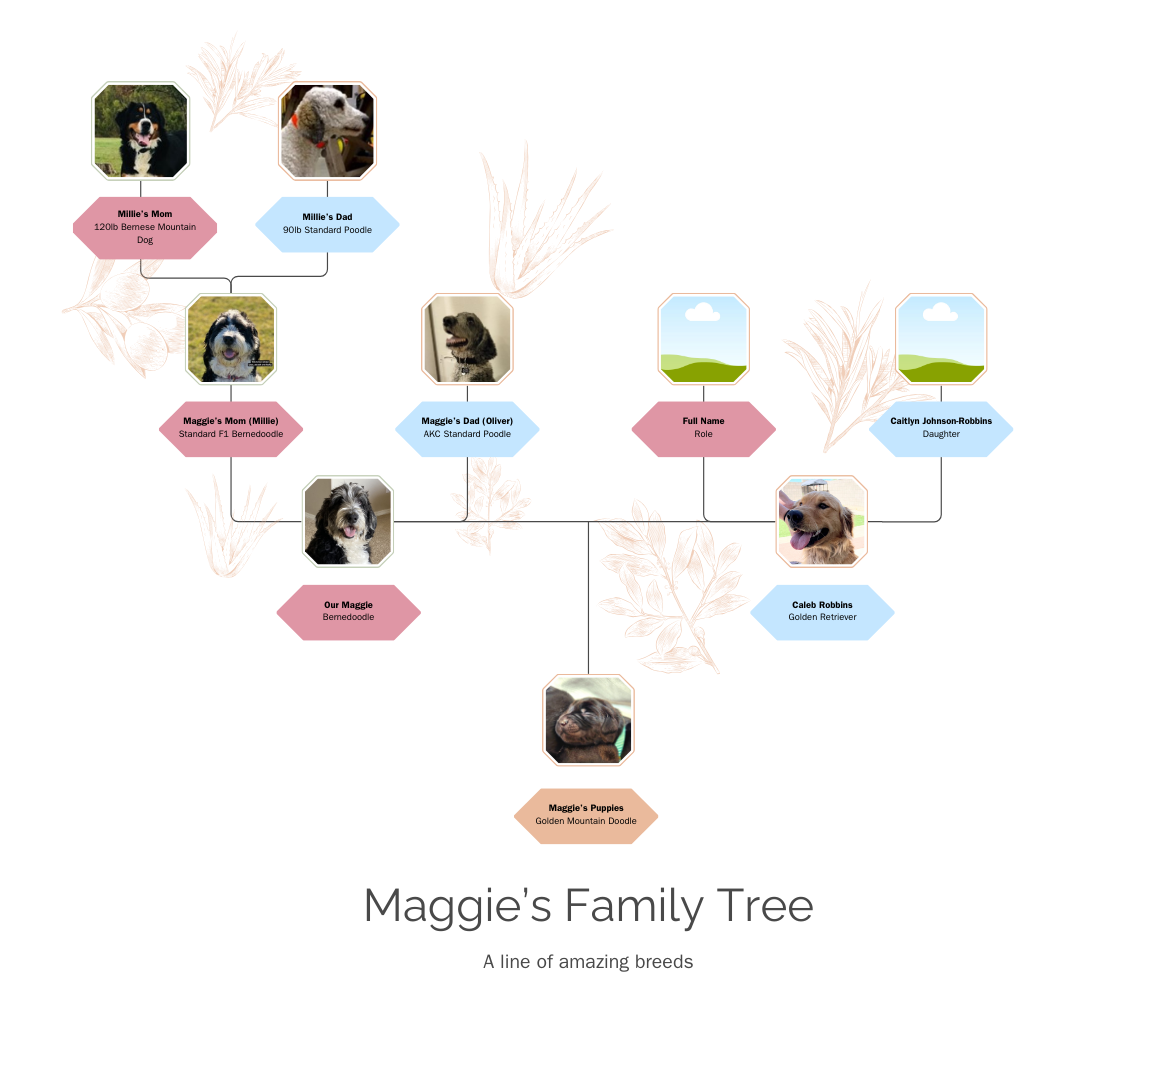 Millie's Mom
120lb Bernese Mountain
Dog
Millie's Dad
90lb Standard Poodle
Maggie's Mom (Millie)
Standard F1 Bernedoodle
Maggie's Dad (Oliver)
AKC Standard Poodle
Full Name
Role
Caitlyn Johnson-Robbins
Daughter
Our Maggie
Bernedoodle
Caleb Robbins
Golden Retriever
Maggie's Puppies
Golden Mountain Doodle
Maggie's Family Tree
A line of amazing breeds